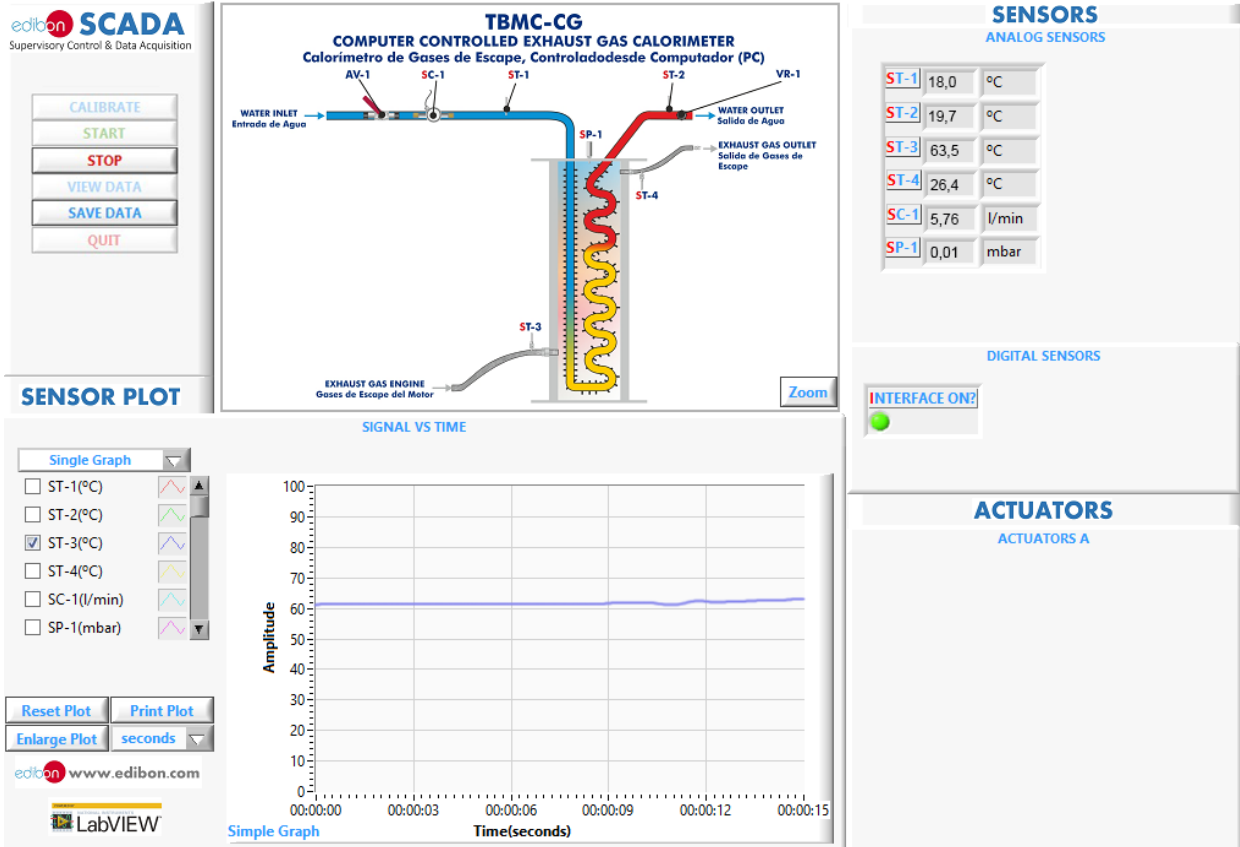 edibon SCADA
Supervisory Control & Data Acquisition
CALIBRATE
START
STOP
VIEW DATA
SAVE DATA
QUIT
TBMC-CG
COMPUTER CONTROLLED EXHAUST GAS CALORIMETER
Calorímetro de Gases de Escape, Controladodesde Computador (PC)
AV-1
SC-1
ST-1
ST-2
VR-1
WATER INLET
Entrada de Agua
WATER OUTLET
Salida de Agua
SP-1
EXHAUST GAS OUTLET
Salida de Gases de
Escape
ST-4
ST-3
EXHAUST GAS ENGINE
Gases de Escape del Motor
Zoom
SENSORS
ANALOG SENSORS
ST-1 18,0 ºC
ST-2 19,7 ºC
ST-3 63,5 ºC
ST-4 26,4 ºC
SC-1 5,76 l/min
SP-1 0,01 mbar
DIGITAL SENSORS
INTERFACE ON?
ACTUATORS
ACTUATORS A
SENSOR PLOT
SIGNAL VS TIME
Single Graph
ST-1(ºC)
ST-2(ºC)
ST-3(ºC)
ST-4(ºC)
SC-1(l/min)
SP-1(mbar)
Reset Plot
Print Plot
Enlarge Plot
seconds
edibon www.edibon.com
LabVIEW
Amplitude
100
90
80
70
60
50
40
30
20
10
0
00:00:00 00:00:03 00:00:06 00:00:09 00:00:12 00:00:15
Simple Graph
Time(seconds)